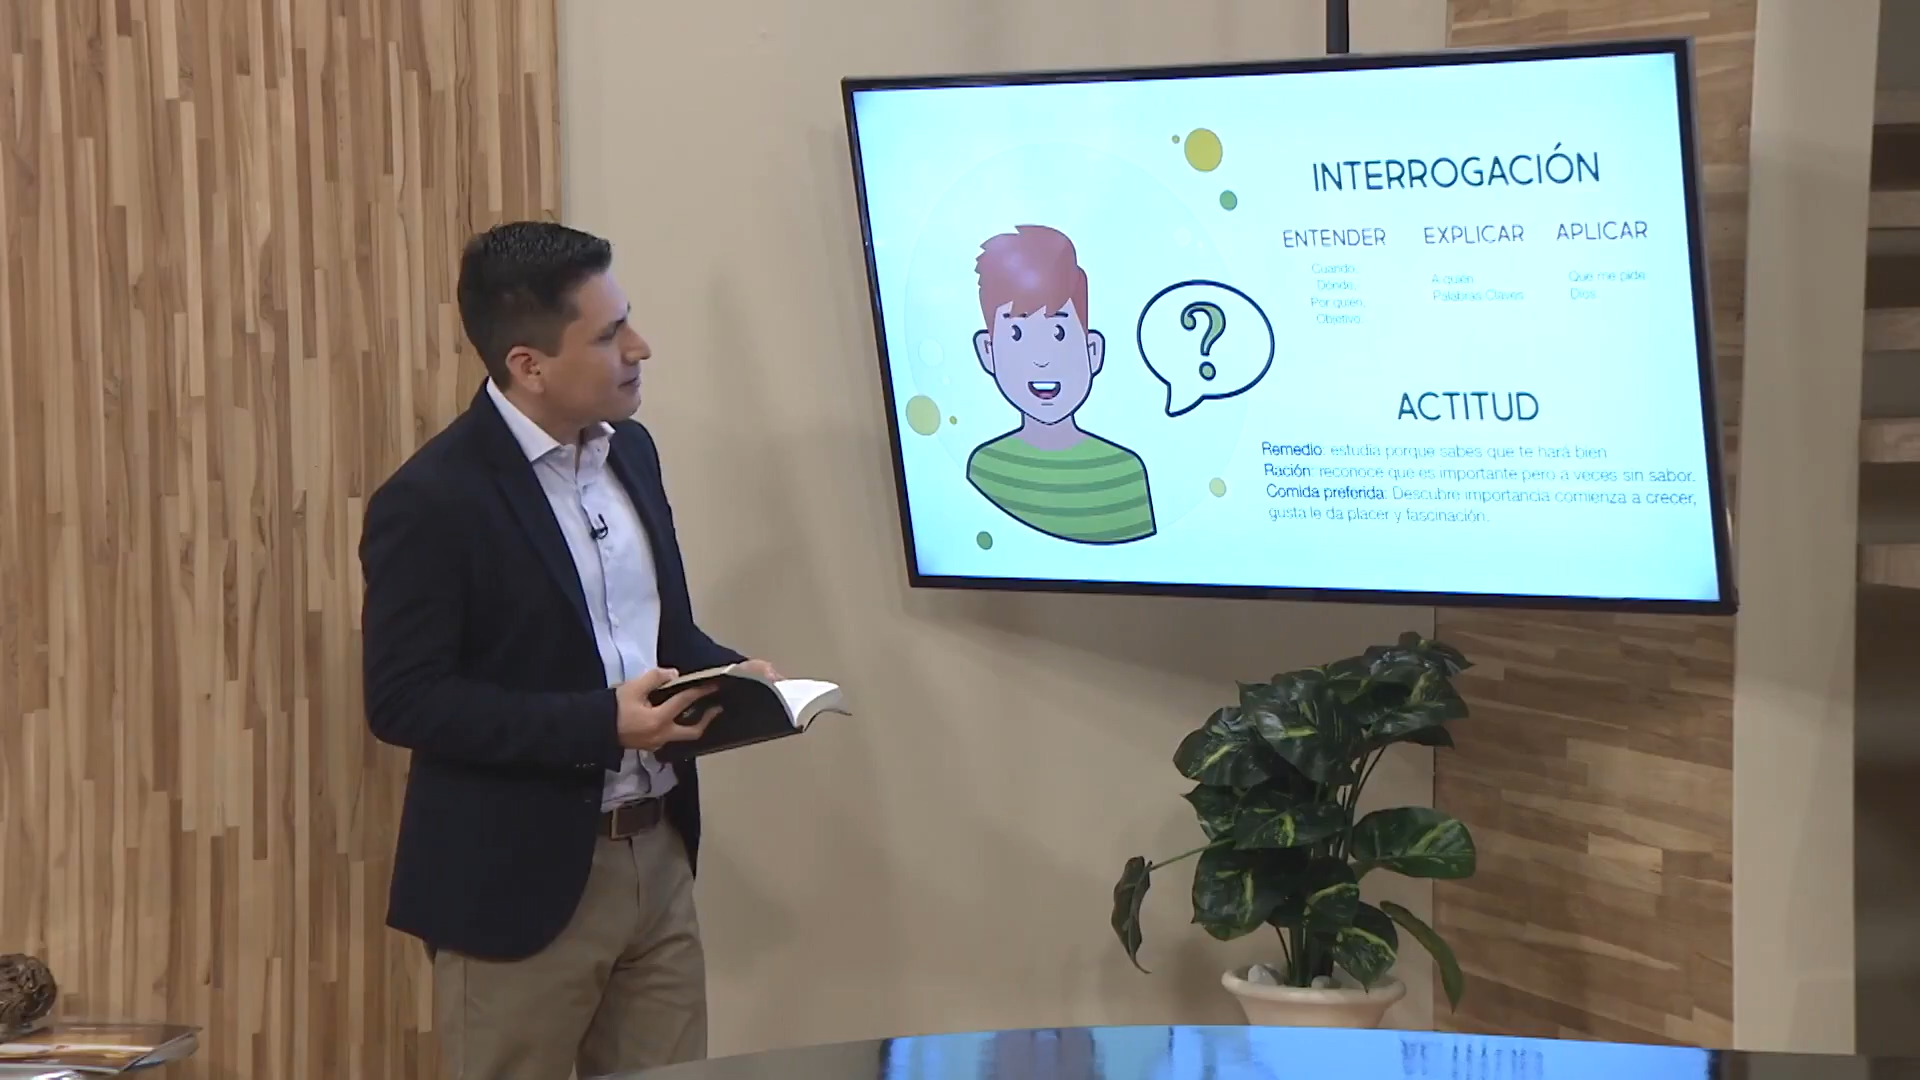 INTERROGACIÓN
ENTENDER EXPLICAR APLICAR
Cuando
Donde
Por quien
Objetivo
A quien
Palabras Claves
Que me pide
Dios
ACTITUD
Remedio: estudia porque sabes que te hará bien
Ración: reconoce que es importante pero a veces sin sabor.
Comida preferida: Descubre importancia comienza a crecer,
gusta le da placer y fascinación.